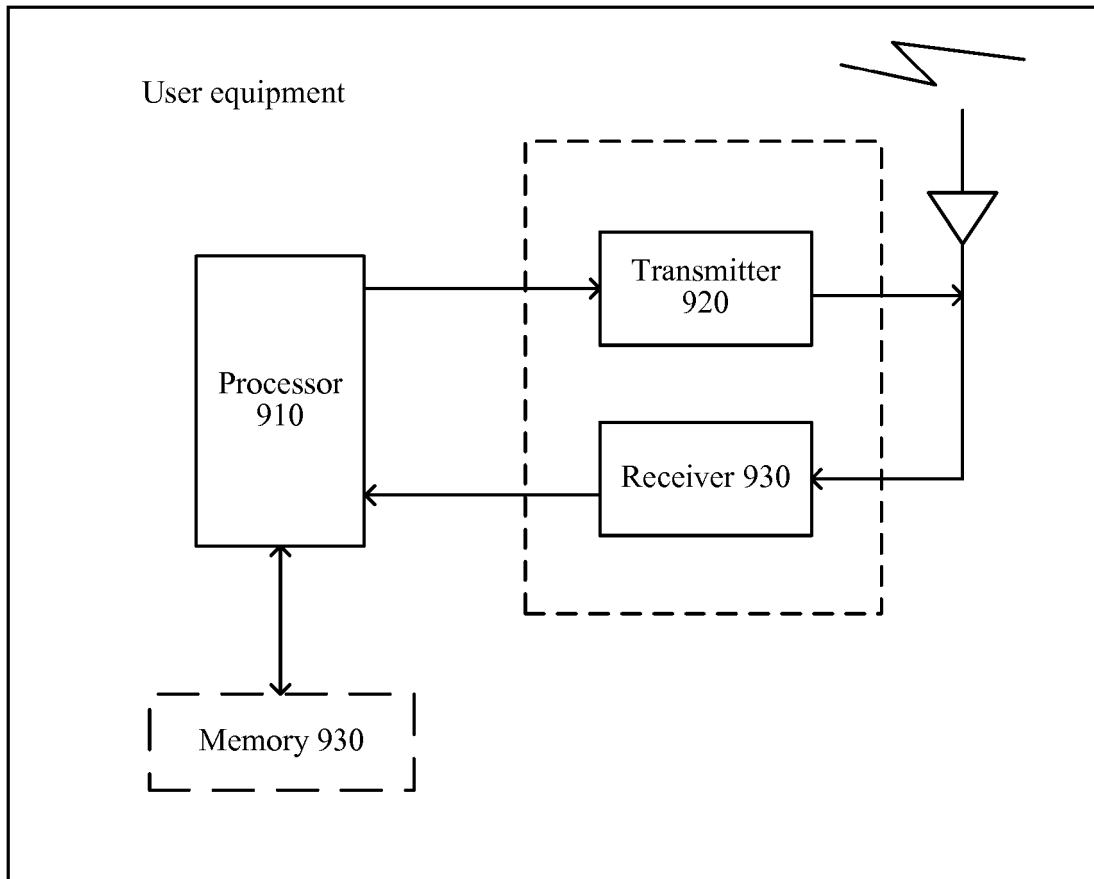 User equipment
Transmitter
920
Processor
910
Receiver 930
Memory 930